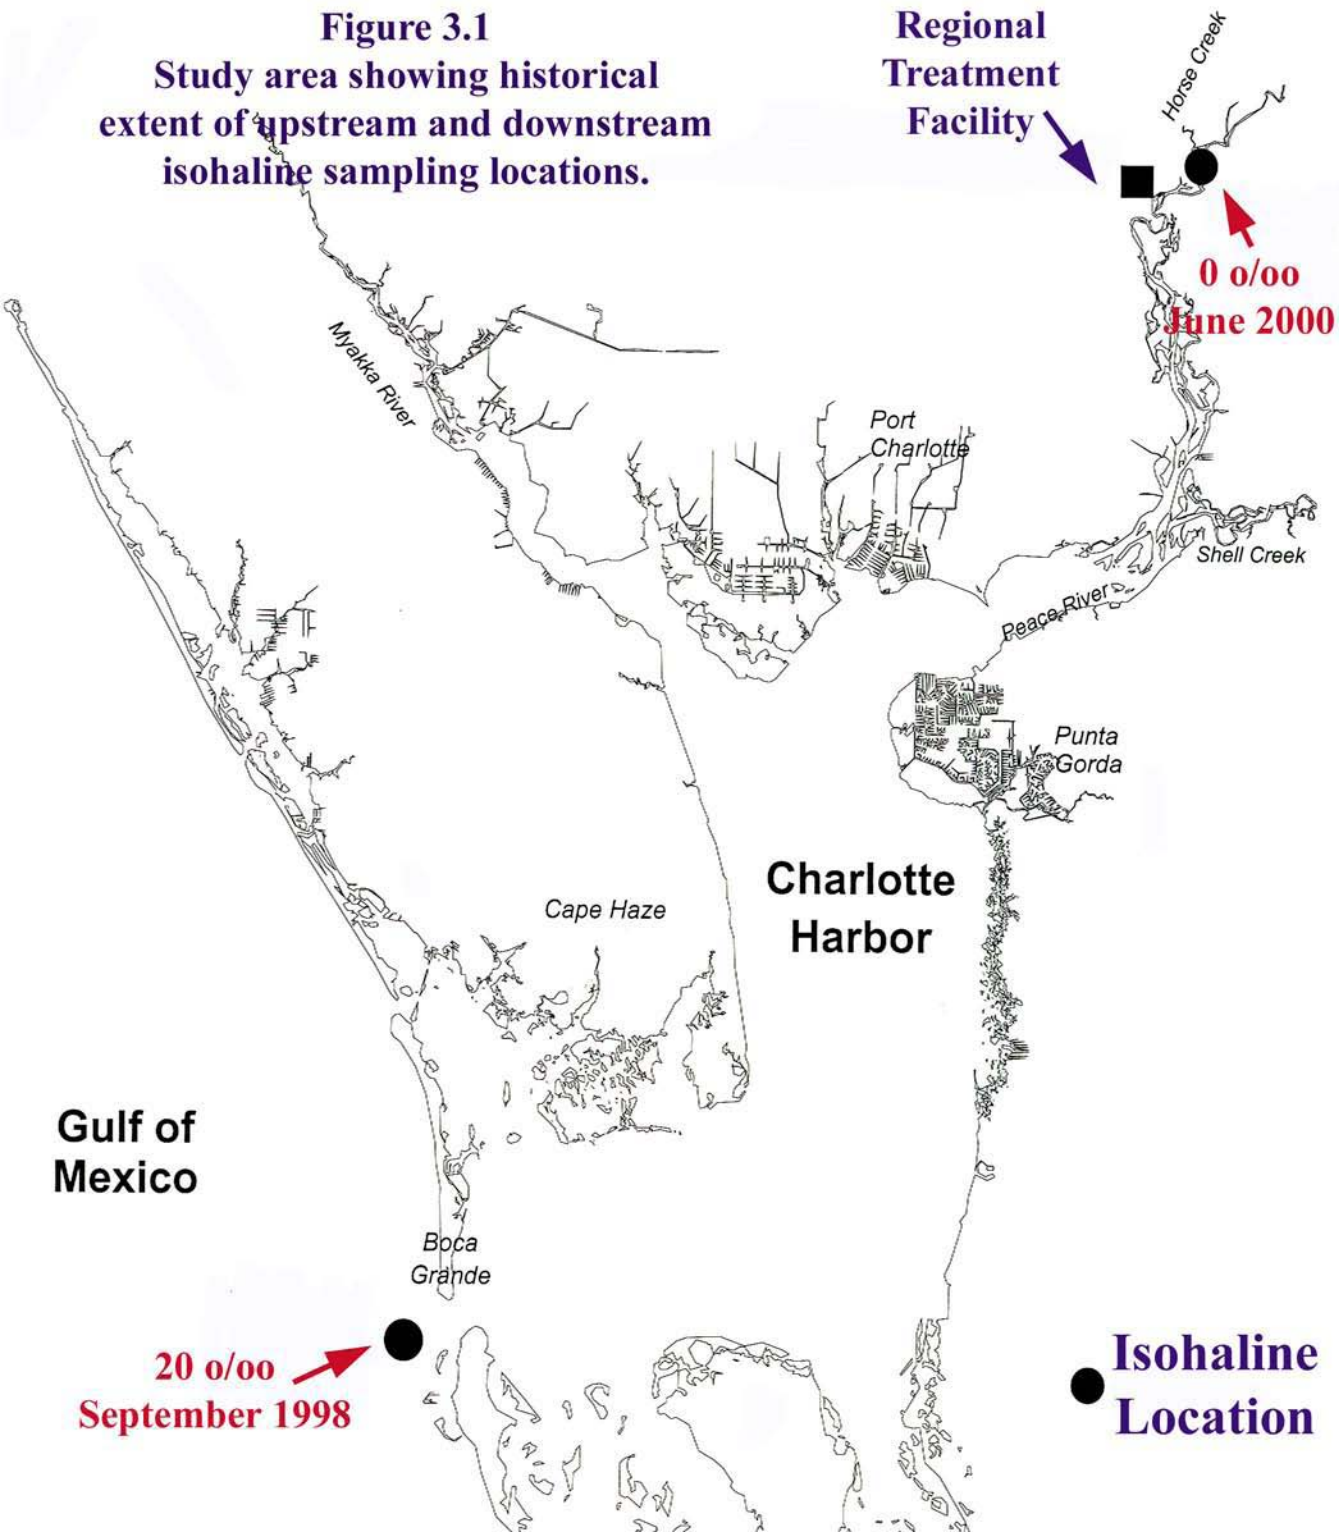 Figure 3.1
Study area showing historical
extent of upstream and downstream
isohaline sampling locations.
Regional
Treatment
Facility
Horse Creek
0 o/oo
June 2000
Myakka River
Port
Charlotte
Shell Creek
Peace River
Punta
Gorda
Charlotte
Harbor
Cape Haze
Gulf of
Mexico
Boca
Grande
20 o/oo
September 1998
Isohaline
Location